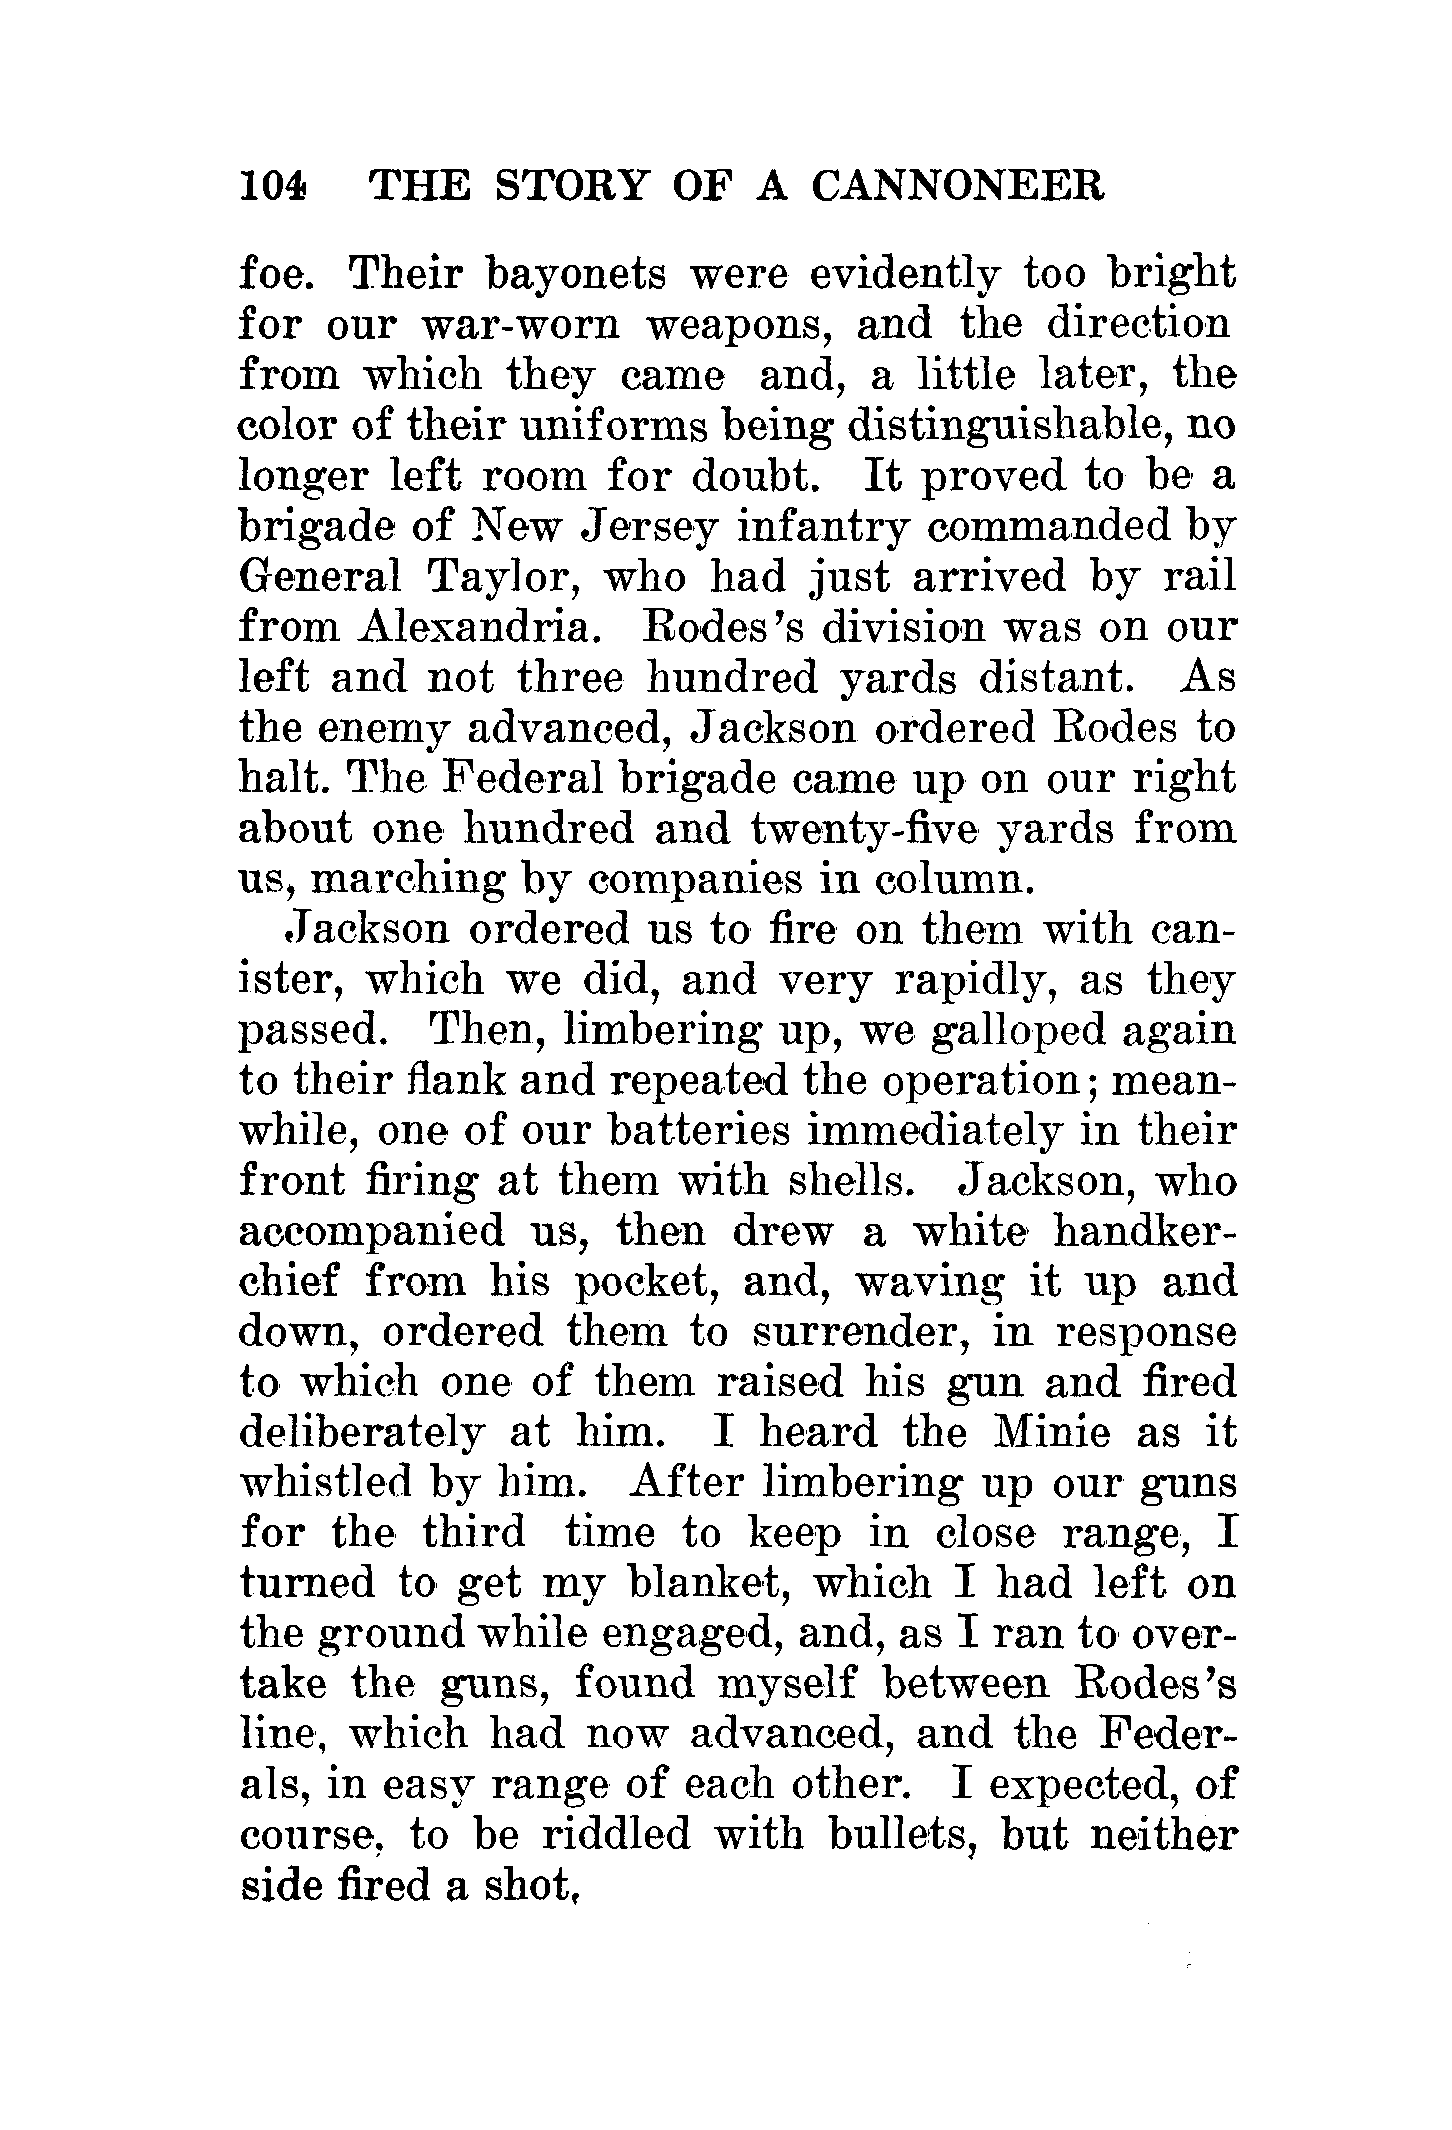 104 THE STORY OF A CANNONEER
foe. Their bayonets were evidently too bright
for our war-worn weapons, and the direction
from which they came and, a little later, the
color of their uniforms being distinguishable, no
longer left room for doubt. It proved to be a
brigade of New Jersey infantry commanded by
General Taylor, who had just arrived by rail
from Alexandria. Rodes's division was on our
left and not three hundred yards distant. As
the enemy advanced, Jackson ordered Rodes to
halt. The Federal brigade came up on our right
about one hundred and twenty-five yards from
us, marching by companies in column.
Jackson ordered us to fire on them with can-
ister, which we did, and very rapidly, as they
passed. Then, limbering up, we galloped again
to their flank and repeated the operation; mean-
while, one of our batteries immediately in their
front firing at them with shells. Jackson, who
accompanied us, then drew a white handker-
chief from his pocket, and, waving it up and
down, ordered them to surrender, in response
to which one of them raised his gun and fired
deliberately at him. I heard the Minie as it
whistled by him. After limbering up our guns
for the third time to keep in close range, I
turned to get my blanket, which I had left on
the ground while engaged, and, as I ran to over-
take the guns, found myself between Rodes's
line, which had now advanced, and the Feder-
als, in easy range of each other. I expected, of
course, to be riddled with bullets, but neither
side fired a shot.